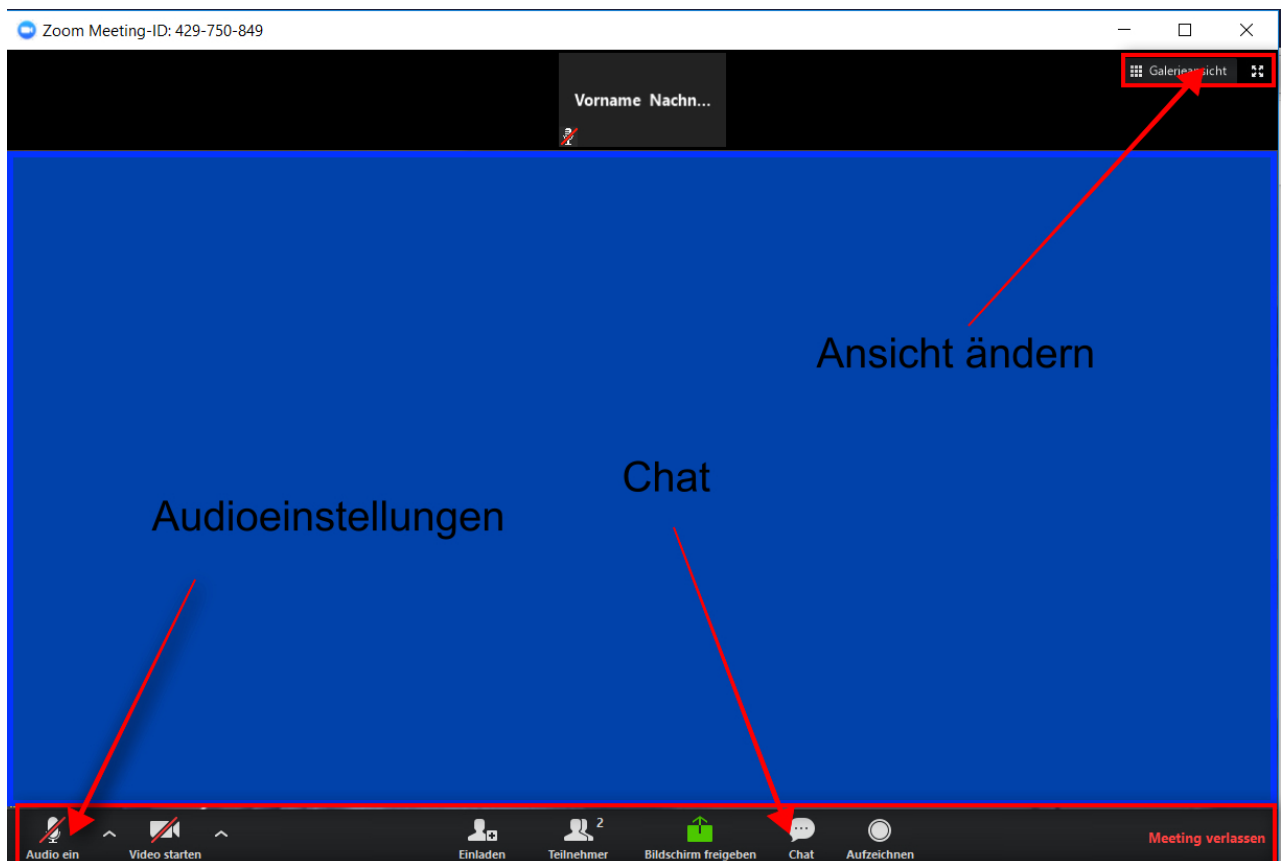 Zoom Meeting-ID: 429-750-849
Galerieansicht
Vorname Nachn...
Ansicht ändern
Chat
Audioeinstellungen
2
Audio ein Video starten Einladen Teilnehmer Bildschirm freigeben Chat Aufzeichnen Meeting verlassen